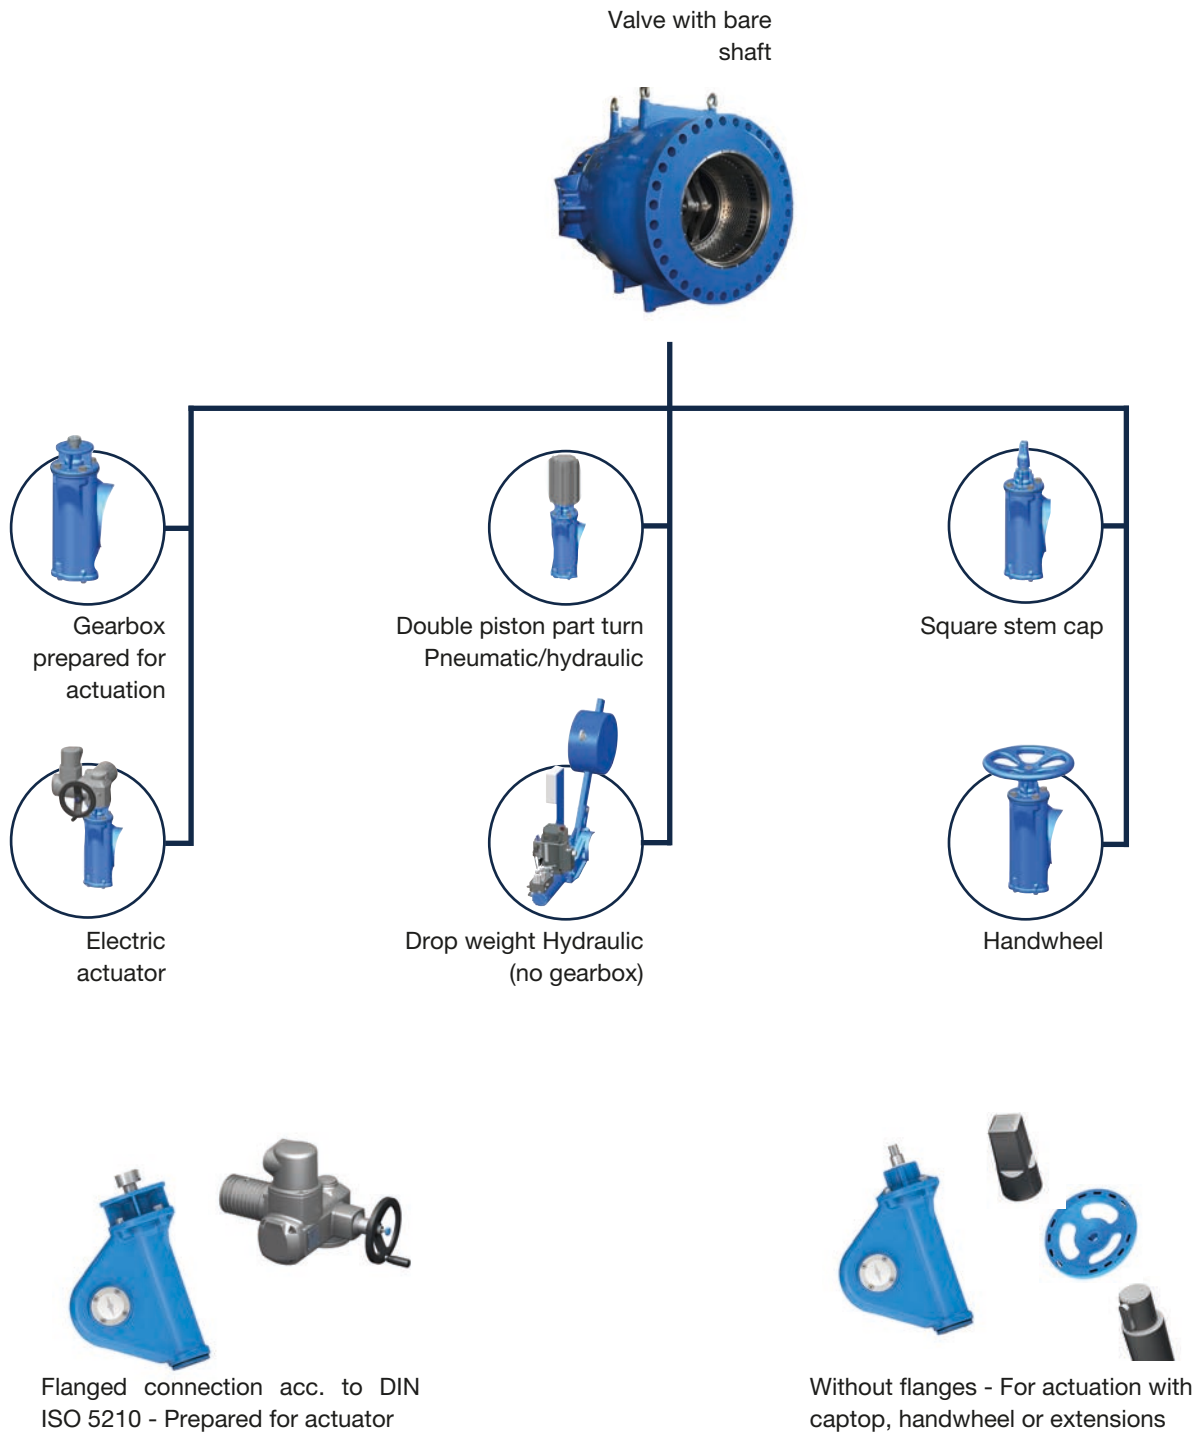 Valve with bare
shaft
Gearbox
prepared for
actuation
Double piston part turn
Pneumatic/hydraulic
Square stem cap
Electric
actuator
Drop weight Hydraulic
(no gearbox)
Handwheel
Flanged connection acc. to DIN
ISO 5210 - Prepared for actuator
Without flanges - For actuation with
captop, handwheel or extensions